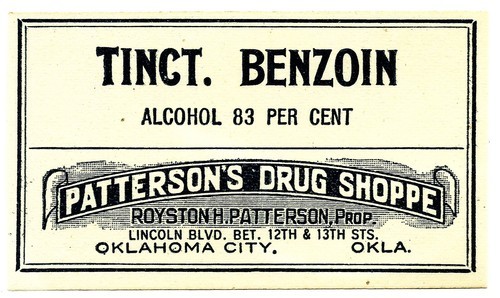 TINCT. BENZOIN
ALCOHOL 83 PER CENT
PATTERSON'S DRUG SHOPPE
ROYSTON H. PATTERSON, PROP.
LINCOLN BLVD. BET. 12TH & 13TH STS.
OKLAHOMA CITY, OKLA.